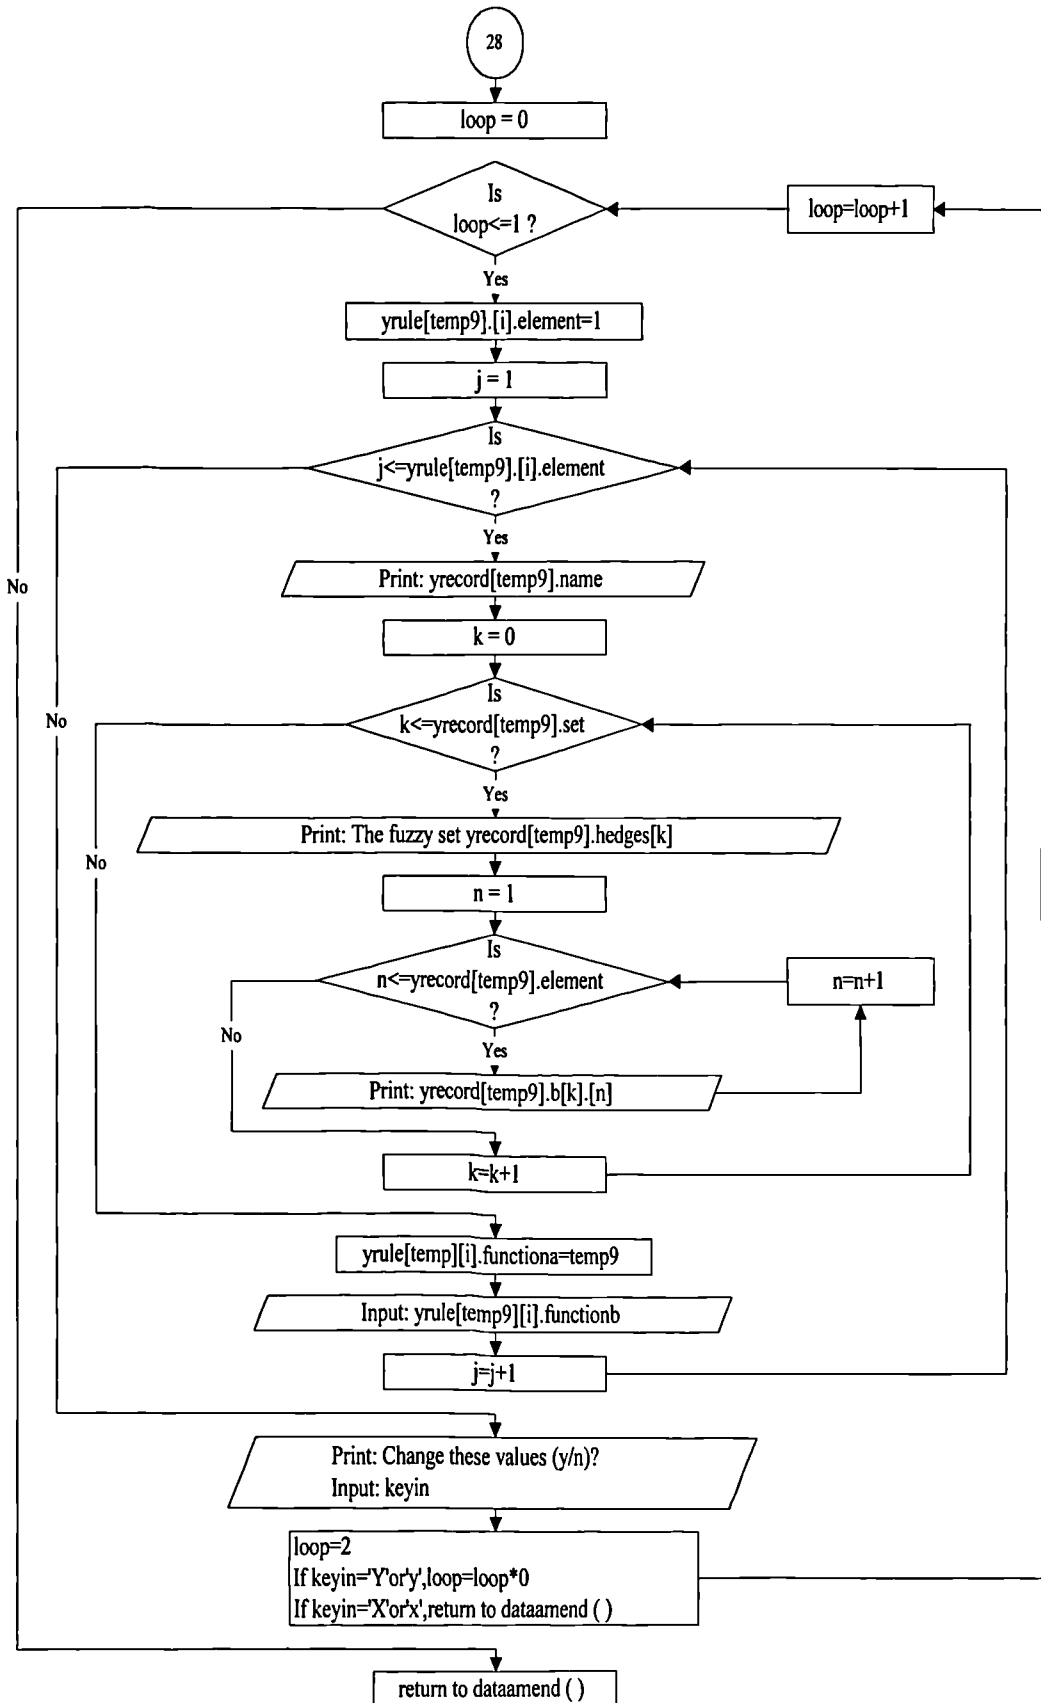 28
loop = 0
Is
loop<=1 ?
loop=loop+1
Yes
yrule[temp9].[i].element=1
j = 1
Is
j<=yrule[temp9].[i].element
?
Yes
No
Print: yrecord[temp9].name
k = 0
Is
k<=yrecord[temp9].set
?
No
Yes
Print: The fuzzy set yrecord[temp9].hedges[k]
No
n = 1
Is
n<=yrecord[temp9].element
?
n=n+1
No
Yes
Print: yrecord[temp9].b[k].[n]
k=k+1
yrule[temp][i].functiona=temp9
Input: yrule[temp9][i].functionb
j=j+1
Print: Change these values (y/n)?
Input: keyin
loop=2
If keyin='Y'or'y',loop=loop*0
If keyin='X'or'x',return to dataamend ( )
return to dataamend ( )